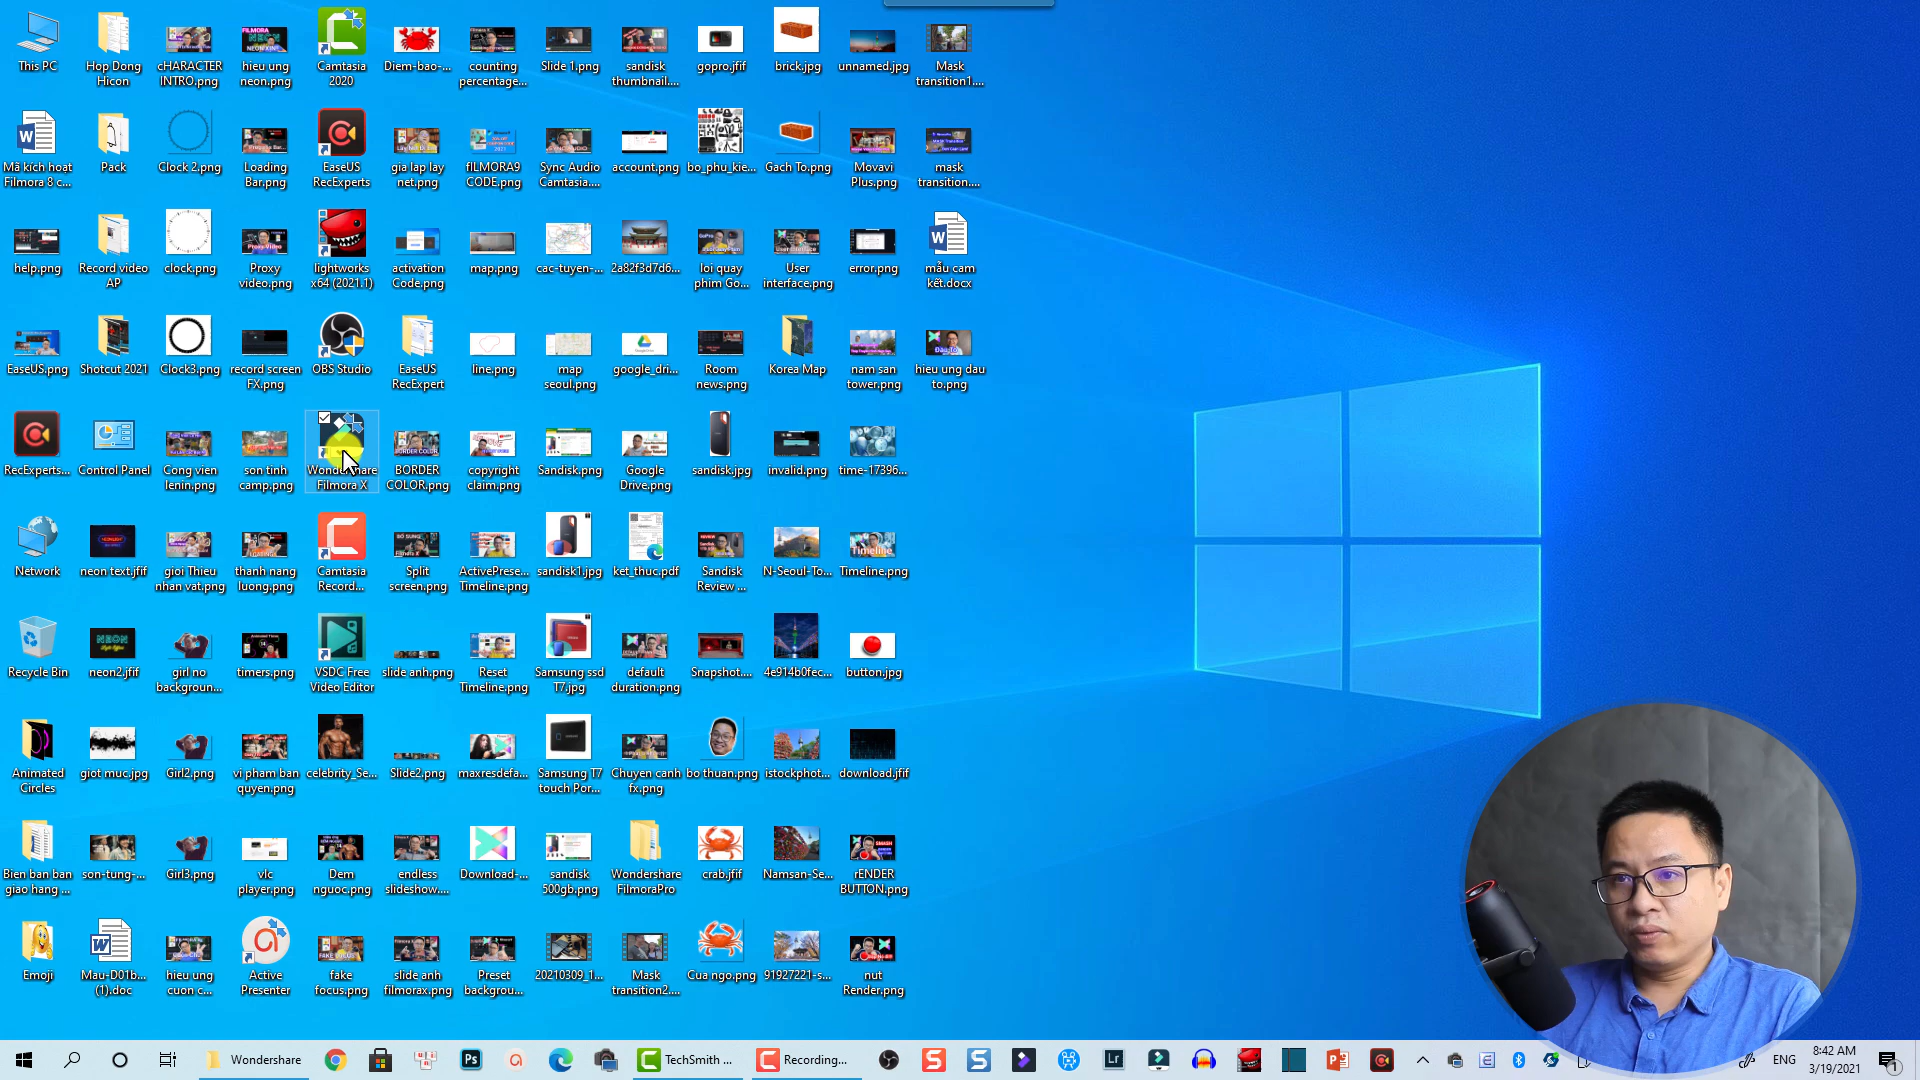 This PC
Hop Dong
Hicon
cHARACTER
INTRO.png
hieu ung
neon.png
Camtasia
2020
Diem-bao-...
counting
percentage...
Slide 1.png
sandisk
thumbnail....
gopro.jfif
brick.jpg
unnamed.jpg
Mask
transition1....
Mã kích hoạt
Filmora 8 c...
Pack
Clock 2.png
Loading
Bar.png
EaseUS
RecExperts
gia lap lay
net.png
fILMORA9
CODE.png
Sync Audio
Camtasia....
account.png
bo_phu_kie...
Gach To.png
Movavi
Plus.png
mask
transition....
help.png
Record video
AP
clock.png
Proxy
video.png
lightworks
x64 (2021.1)
activation
Code.png
map.png
cac-tuyen-...
2a82f3d7d6...
loi quay
phim Go...
User
interface.png
error.png
mẫu cam
kết.docx
EaseUS.png
Shotcut 2021
Clock3.png
record screen
FX.png
OBS Studio
EaseUS
RecExpert
line.png
map
seoul.png
google_dri...
Room
news.png
Korea Map
nam san
tower.png
hieu ung dau
to.png
RecExperts...
Control Panel
Cong vien
lenin.png
son tinh
camp.png
Wondershare
Filmora X
BORDER
COLOR.png
copyright
claim.png
Sandisk.png
Google
Drive.png
sandisk.jpg
invalid.png
time-17396...
Network
neon text.jfif
gioi Thieu
nhan vat.png
thanh nang
luong.png
Camtasia
Record...
Split
screen.png
ActivePrese...
Timeline.png
sandisk1.jpg
ket_thuc.pdf
Sandisk
Review ...
N-Seoul-To...
Timeline.png
Recycle Bin
neon2.jfif
girl no
backgroun...
timers.png
VSDC Free
Video Editor
slide anh.png
Reset
Timeline.png
Samsung ssd
T7.jpg
default
duration.png
Snapshot....
4e914b0fec...
button.jpg
Animated
Circles
giot muc.jpg
Girl2.png
vi pham ban
quyen.png
celebrity_Se...
Slide2.png
maxresdefa...
Samsung T7
touch Por...
Chuyen canh
fx.png
bo thuan.png
istockphot...
download.jfif
Bien ban ban
giao hang ...
son-tung-...
Girl3.png
vlc
player.png
Dem
nguoc.png
endless
slideshow....
Download-...
sandisk
500gb.png
Wondershare
FilmoraPro
crab.jfif
Namsan-Se...
rENDER
BUTTON.png
Emoji
Mau-D01b...
(1).doc
hieu ung
cuon c...
Active
Presenter
fake
focus.png
slide anh
filmorax.png
Preset
backgrou...
20210309_1...
Mask
transition2....
Cua ngo.png
91927221-s...
nut
Render.png
Wondershare
TechSmith ...
Recording...
ENG
8:42 AM
3/19/2021